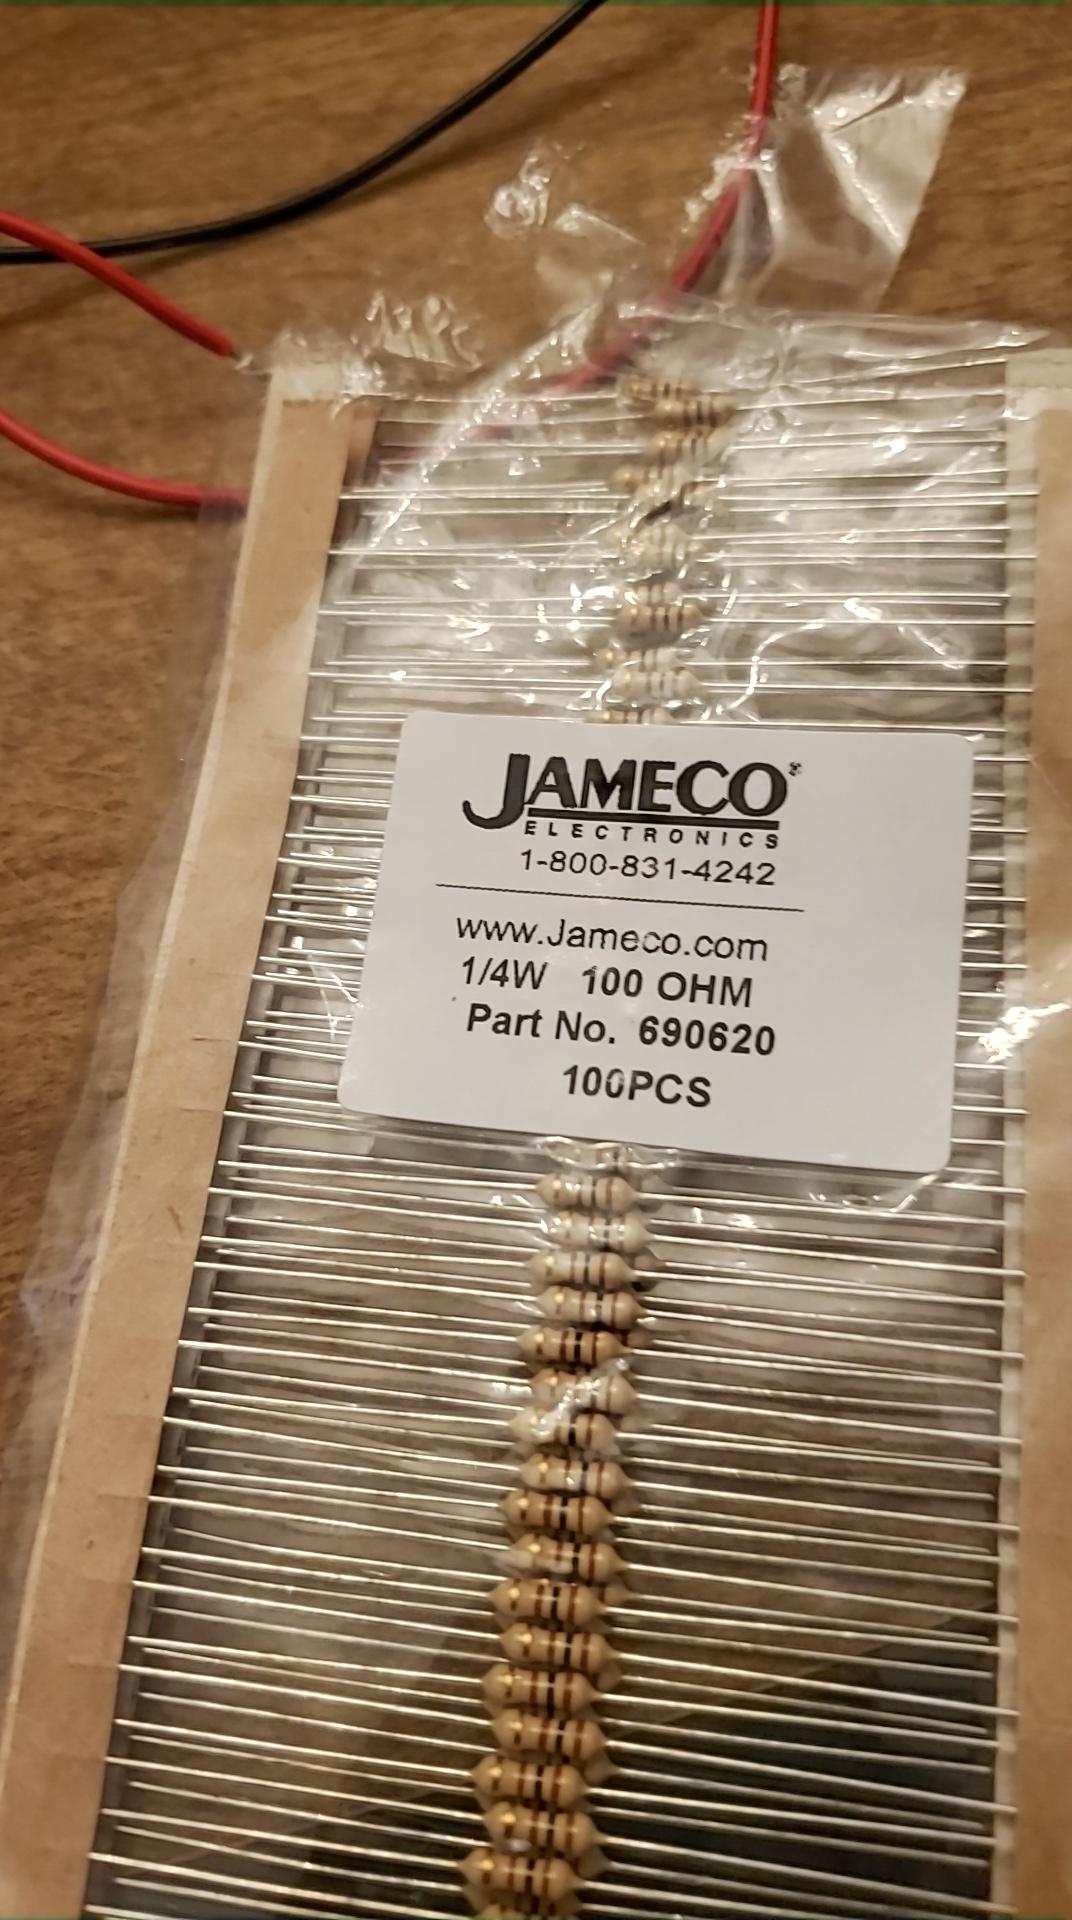 JAMECO®
ELECTRONICS
1-800-831-4242
www.Jameco.com
1/4W 100 OHM
Part No. 690620
100PCS